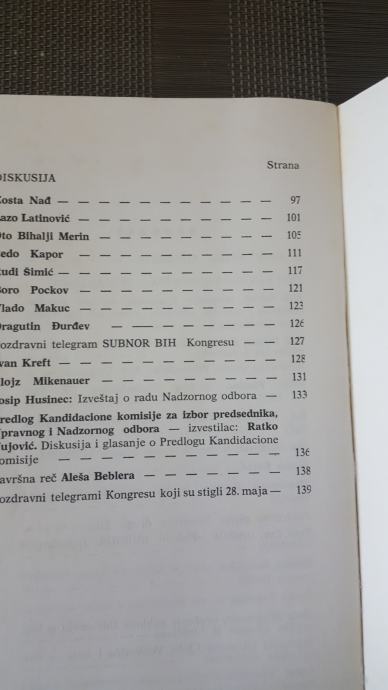 Strana
DISKUSIJA
Kosta Nađ — — — — — — — — — — — 97
Lazo Latinović — — — — — — — — — — 101
Oto Bihalji Merin — — — — — — — — — 105
Čedo Kapor — — — — — — — — — — 111
Rudi Šimić — — — — — — — — — — — 117
Boro Pockov — — — — — — — — — — 121
Vlado Makuc — — — — — — — — — — 123
Dragutin Đurđev — — — — — — — — 126
Pozdravni telegram SUBNOR BIH Kongresu — — 127
Ivan Kreft — — — — — — — — — — — 128
Alojz Mikenauer — — — — — — — — — 131
Josip Husinec: Izveštaj o radu Nadzornog odbora — 133
Predlog Kandidacione komisije za izbor predsednika,
Upravnog i Nadzornog odbora — izvestilac: Ratko
Vujović. Diskusija i glasanje o Predlogu Kandidacione
komisije — — — — — — — — — — 136
Završna reč Aleša Beblera — — — — — — — 138
Pozdravni telegrami Kongresu koji su stigli 28. maja — 139